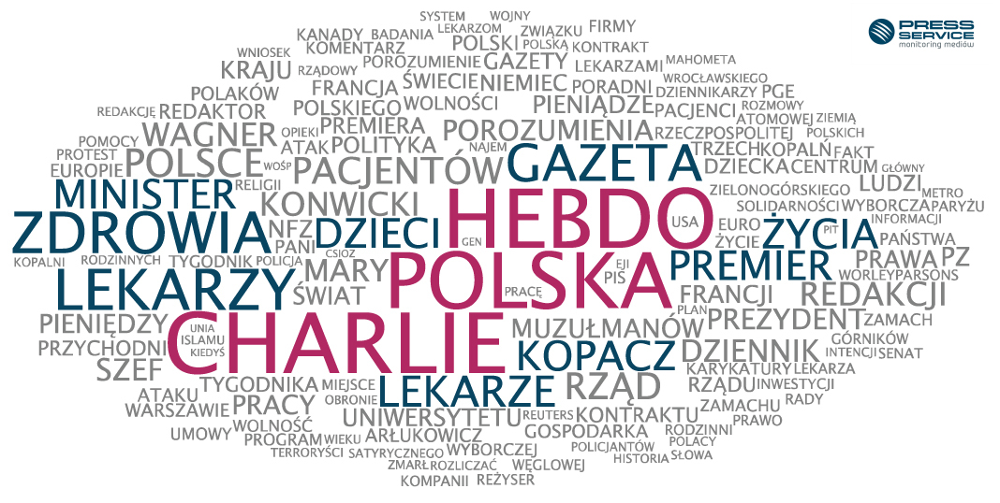 SYSTEM WOJNY
KANADY BADANIA LEKARZOM ZWIĄZKU FIRMY
PRESS
SERVICE
monitoring mediów
WNIOSEK KOMENTARZ POLSKI POLSKĄ KONTRAKT
KRAJU RZĄDOWY POROZUMIENIE GAZETY LEKARZAMI MAHOMETA
POLAKÓW FRANCJA ŚWIECIE NIEMIEC PORADNI WROCŁAWSKIEGO
DZIENNIKARZY PGE
REDAKCJĘ REDAKTOR POLSKIEGO WOLNOŚCI PIENIĄDZE PACJENCI ROZMOWY
WAGNER OPIEKI PREMIERA POROZUMIENIA RZECZPOSPOLITEJ ATOMOWEJ ZIEMIĄ
POLSKICH
POMOCY ATAK POLITYKA NAJEM GAZETA TRZECH KOPALŃ FAKT
PROTEST POLSCE WOŚP PACJENTÓW DZIECKA CENTRUM GŁÓWNY
EUROPIE RELIGII
MINISTER KONWICKI HEBDO ZIELONOGÓRSKIEGO LUDZI METRO
SOLIDARNOŚCI WYBORCZA PARYŻU
ZDROWIA NFZ DZIECI GEN USA EURO ŻYCIA PIT INFORMACJI
PANI CSIOZ ŻYCIE PAŃSTWA
KOPALNI RODZINNYCH TYGODNIK POLICJA MARY POLSKA EJI PIS PREMIER PRAWA PZ
WORLEYPARSONS
LEKARZY ŚWIAT PRACĘ FRANCJI REDAKCJI
PLAN
PIENIĘDZY CHARLIE UNIA MUZUŁMANÓW PREZYDENT ZAMACH
PRZYCHODNI ISLAMU KOPACZ DZIENNIK GÓRNIKÓW
KIEDYŚ INTENCJI SENAT
SZEF KARYKATURY LEKARZA
TYGODNIKA MIEJSCE LEKARZE RZĄD RZĄDU INWESTYCJI
ATAKU OBRONIE RADY
WARSZAWIE PRACY UNIWERSYTETU REUTERS KONTRAKTU ZAMACHU
PRAWO
WOLNOŚĆ
UMOWY PROGRAM WIEKU ARŁUKOWICZ GOSPODARKA RODZINNI
POLACY
TERRORYŚCI SATYRYCZNEGO WYBORCZEJ POLICJANTÓW
SŁOWA
ZMARŁ ROZLICZAĆ WĘGLOWEJ HISTORIA
KOMPANII REŻYSER